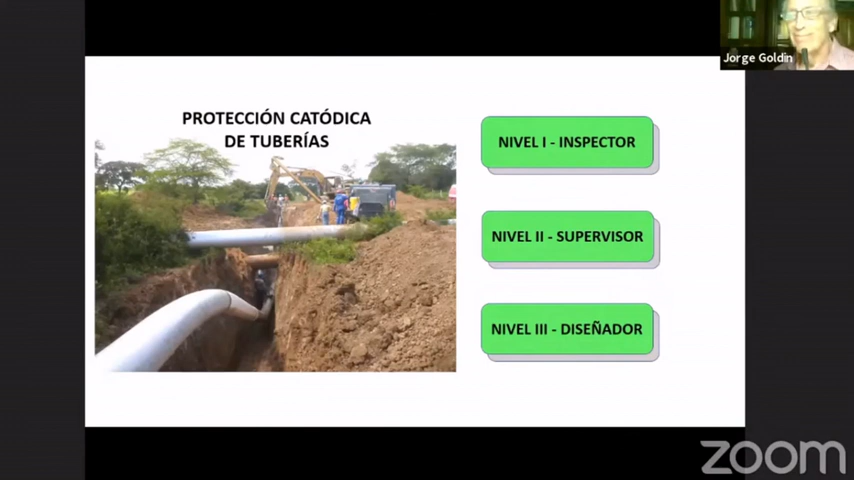 Jorge Goldin
PROTECCIÓN CATÓDICA
DE TUBERÍAS
NIVEL I - INSPECTOR
NIVEL II - SUPERVISOR
NIVEL III - DISEÑADOR
zoom